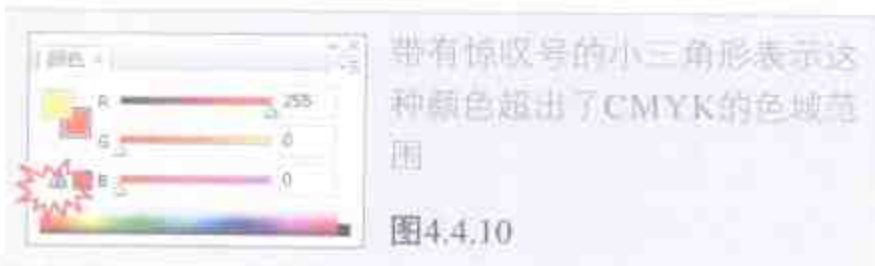 颜色 ×
R 255
G 0
B 0
带有惊叹号的小三角形表示这
种颜色超出了CMYK的色域范
围
图4.4.10